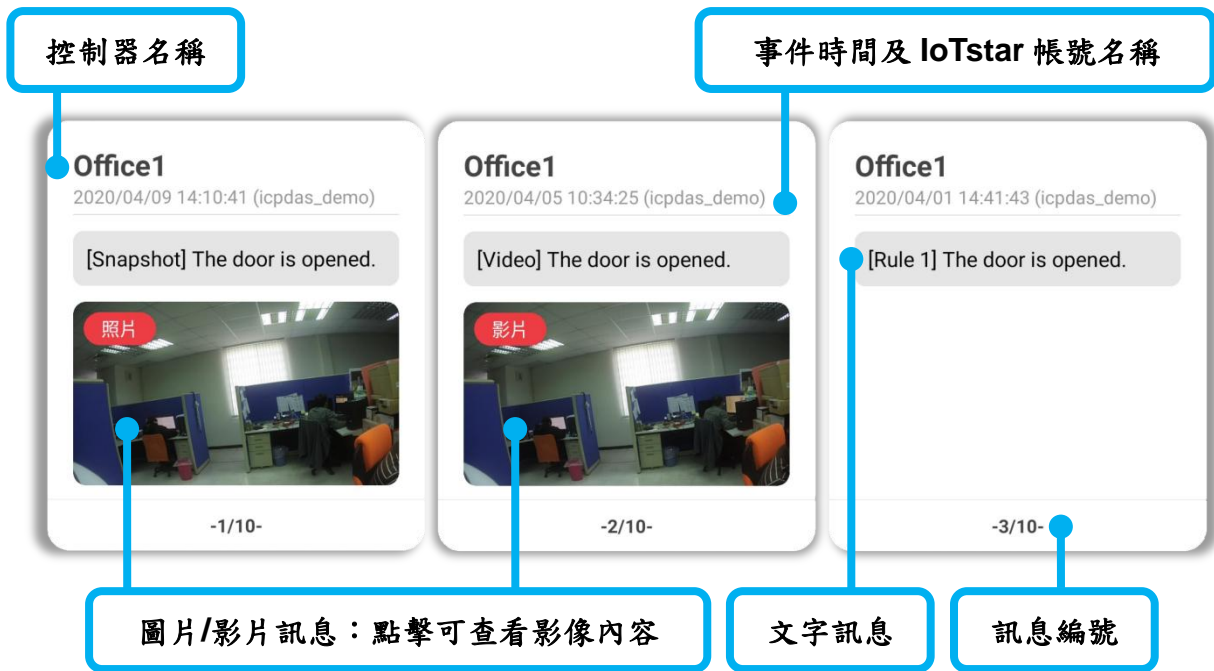 控制器名稱
事件時間及 IoTstar 帳號名稱
Office1
2020/04/09 14:10:41 (icpdas_demo)
[Snapshot] The door is opened.
照片
-1/10-
Office1
2020/04/05 10:34:25 (icpdas_demo)
[Video] The door is opened.
影片
-2/10-
Office1
2020/04/01 14:41:43 (icpdas_demo)
[Rule 1] The door is opened.
-3/10-
圖片/影片訊息：點擊可查看影像內容
文字訊息
訊息編號